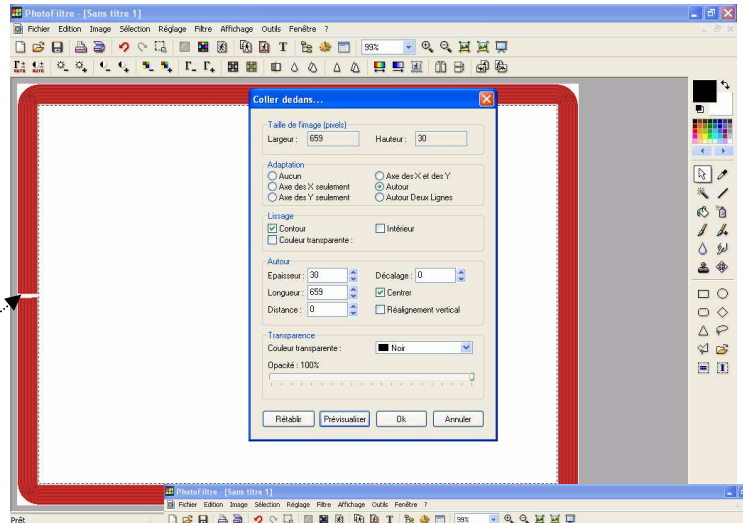 PhotoFiltre - [Sans titre 1]
Fichier Edition Image Sélection Réglage Filtre Affichage Outils Fenêtre ?
T 99%
AUTO AUTO
Coller dedans...
Taille de l'image (pixels)
Largeur : 659 Hauteur : 30
Adaptation
Aucun Axe des X et des Y
Axe des X seulement Autour
Axe des Y seulement Autour Deux Lignes
Lissage
Contour Intérieur
Couleur transparente :
Autour
Epaisseur : 30 Décalage : 0
Longueur : 659 Centrer
Distance : 0 Réalignement vertical
Transparence
Couleur transparente : Noir
Opacité : 100%
Rétablir Prévisualiser Ok Annuler
PhotoFiltre - [Sans titre 1]
Fichier Edition Image Sélection Réglage Filtre Affichage Outils Fenêtre ?
Prêt T 99%